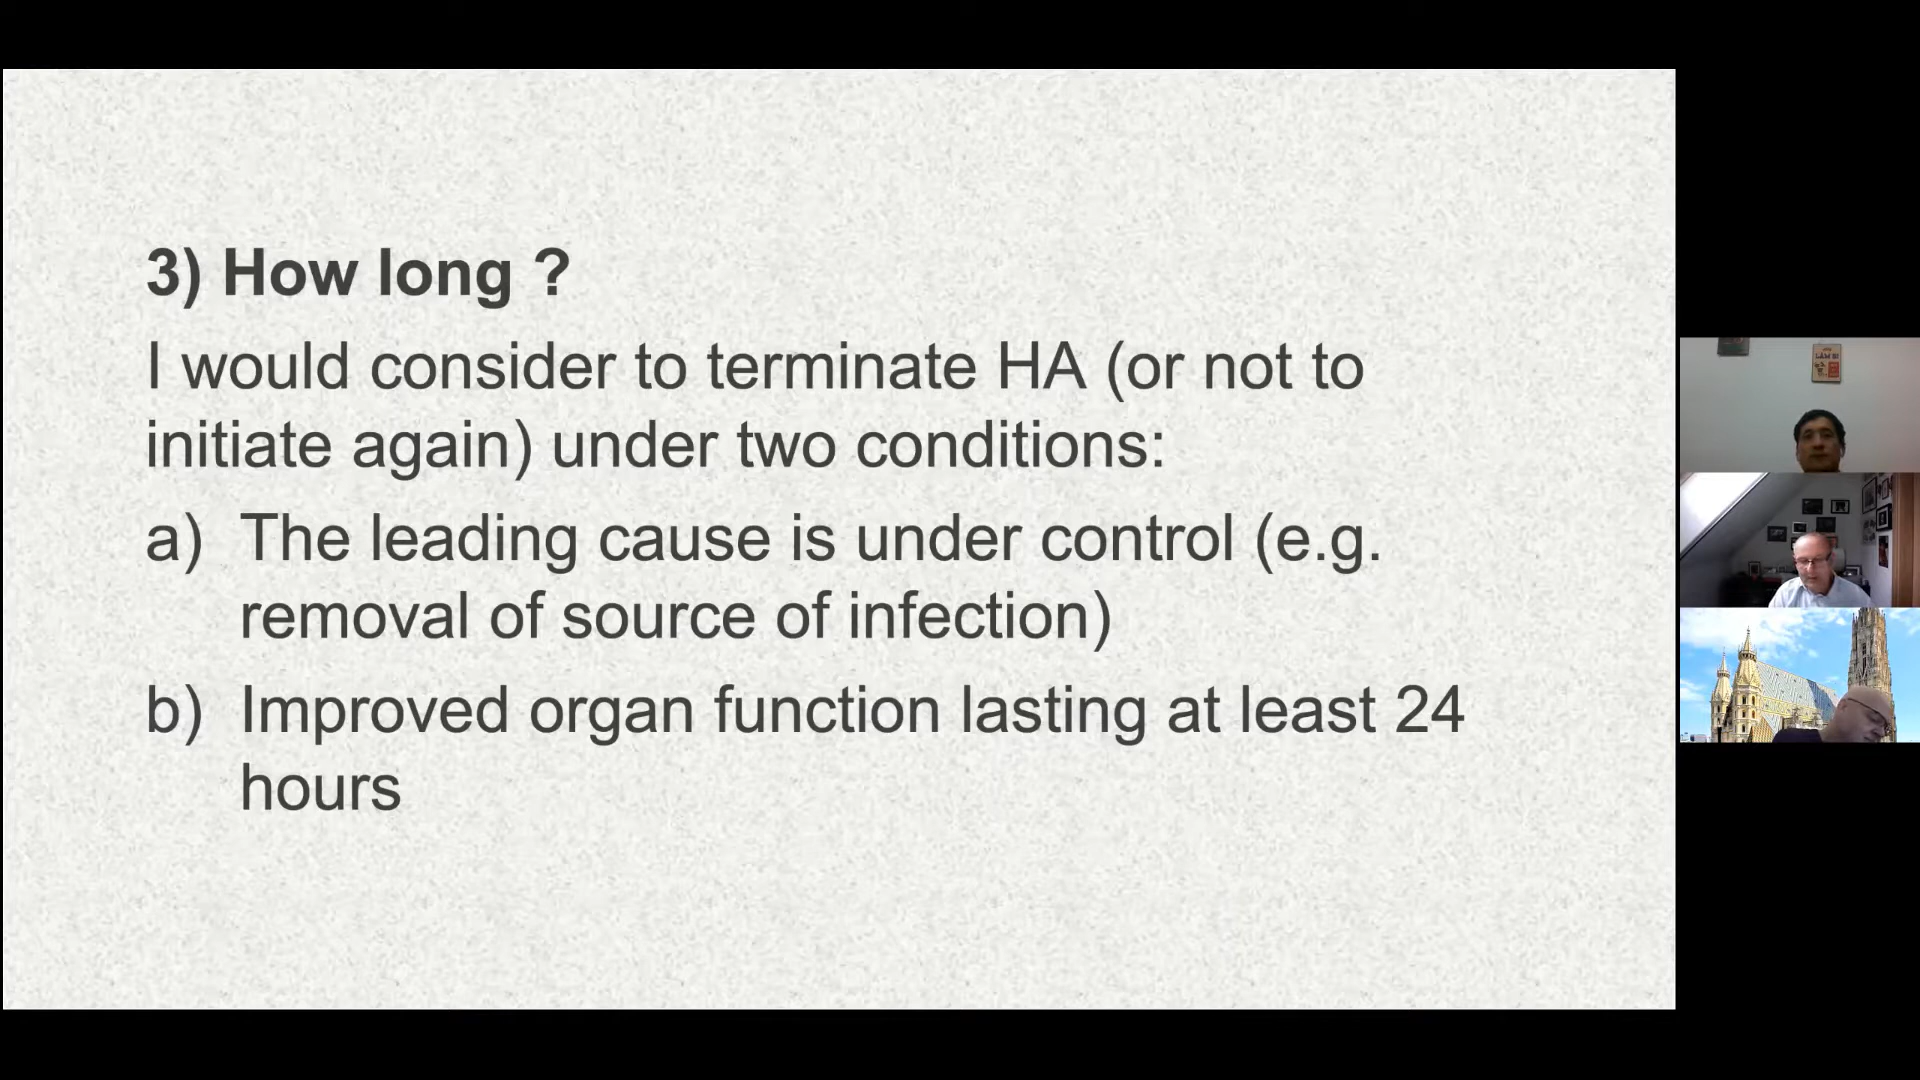 3) How long ?
I would consider to terminate HA (or not to
initiate again) under two conditions:
a) The leading cause is under control (e.g.
removal of source of infection)
b) Improved organ function lasting at least 24
hours